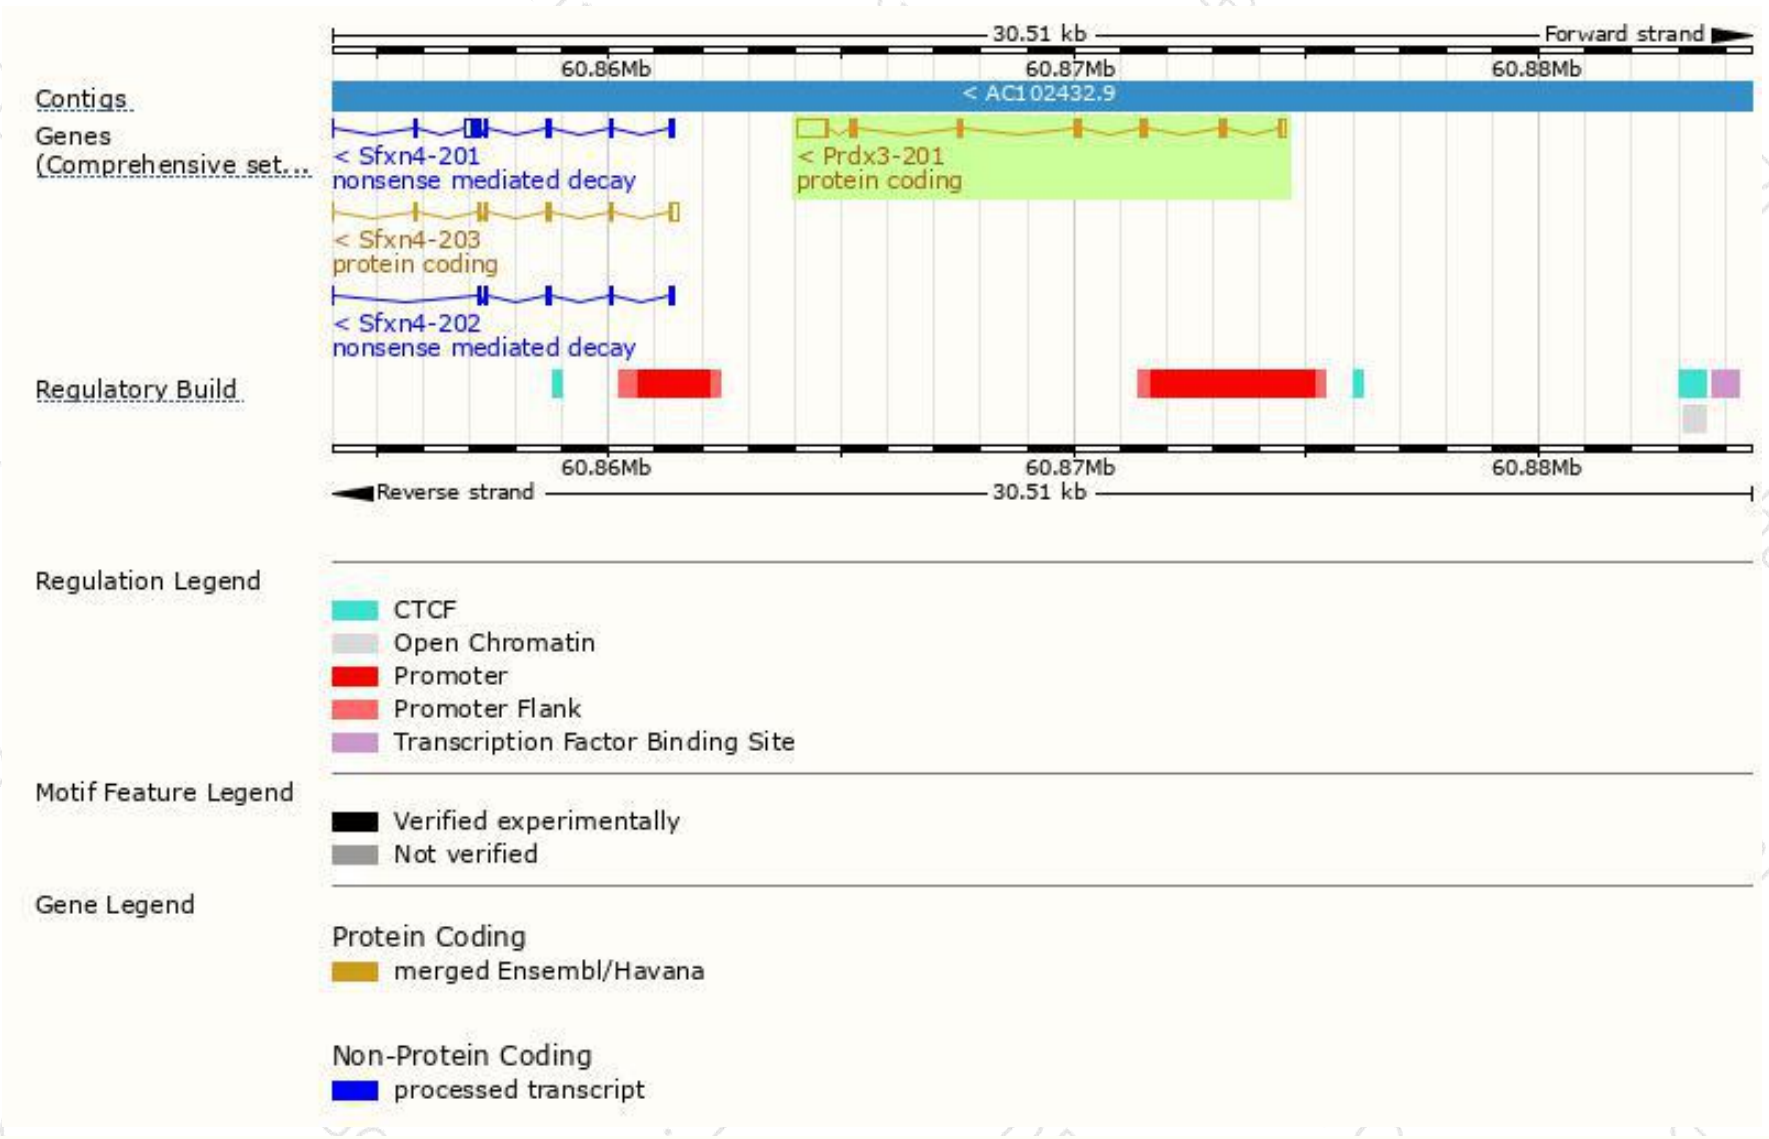 30.51 kb Forward strand
60.86Mb 60.87Mb 60.88Mb
Contigs < AC102432.9
Genes
(Comprehensive set...
< Sfxn4-201 < Prdx3-201
nonsense mediated decay protein coding
< Sfxn4-203
protein coding
< Sfxn4-202
nonsense mediated decay
Regulatory Build
60.86Mb 60.87Mb 60.88Mb
Reverse strand 30.51 kb
Regulation Legend
CTCF
Open Chromatin
Promoter
Promoter Flank
Transcription Factor Binding Site
Motif Feature Legend
Verified experimentally
Not verified
Gene Legend
Protein Coding
merged Ensembl/Havana
Non-Protein Coding
processed transcript